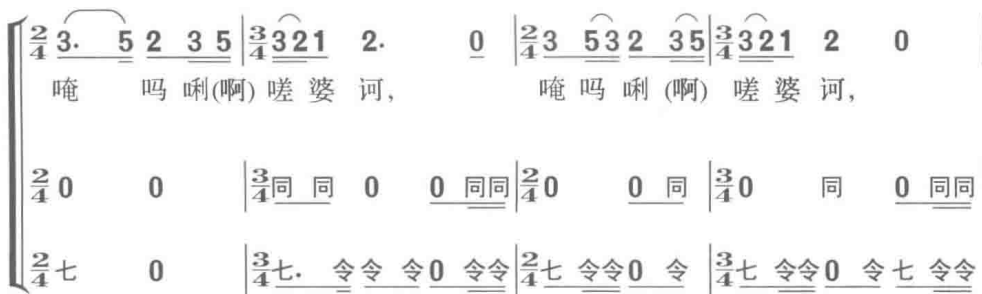 2/4 3. 5 2 3 5 | 3/4 3 2 1 2. 0 | 2/4 3 5 3 2 3 5 | 3/4 3 2 1 2 0
唵 吗 唎(啊) 嗟 婆 诃, 唵 吗 唎 (啊) 嗟 婆 诃,
2/4 0 0 | 3/4 同 同 0 0 同同 | 2/4 0 0 同 | 3/4 0 同 0 同同
2/4 七 0 | 3/4 七. 令令 令0 令令 | 2/4 七 令令0 令 | 3/4 七 令令0 令七 令令